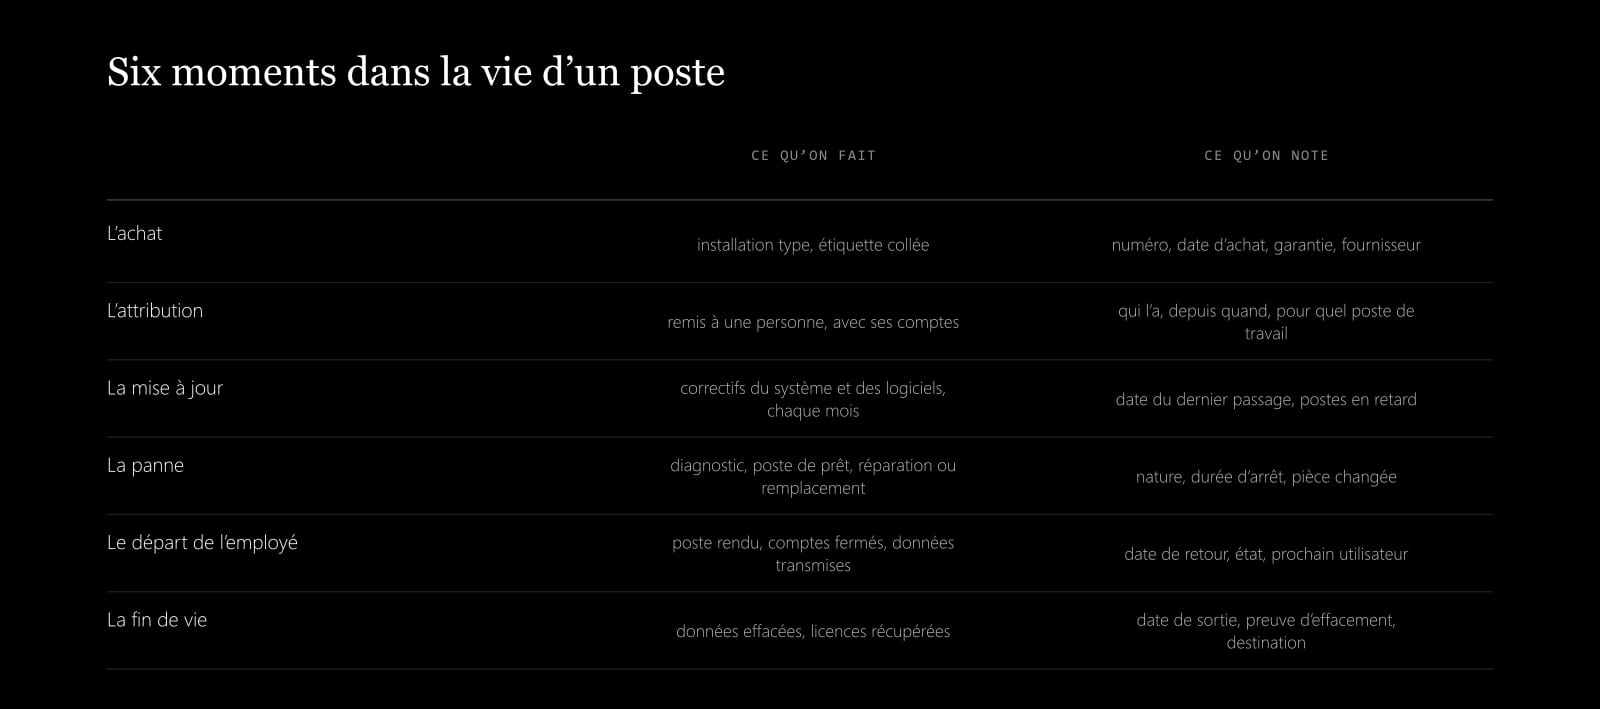 Six moments dans la vie d’un poste
CE QU’ON FAIT
CE QU’ON NOTE
L’achat
installation type, étiquette collée
numéro, date d’achat, garantie, fournisseur
L’attribution
remis à une personne, avec ses comptes
qui l’a, depuis quand, pour quel poste de
travail
La mise à jour
correctifs du système et des logiciels,
chaque mois
date du dernier passage, postes en retard
La panne
diagnostic, poste de prêt, réparation ou
remplacement
nature, durée d’arrêt, pièce changée
Le départ de l’employé
poste rendu, comptes fermés, données
transmises
date de retour, état, prochain utilisateur
La fin de vie
données effacées, licences récupérées
date de sortie, preuve d’effacement,
destination